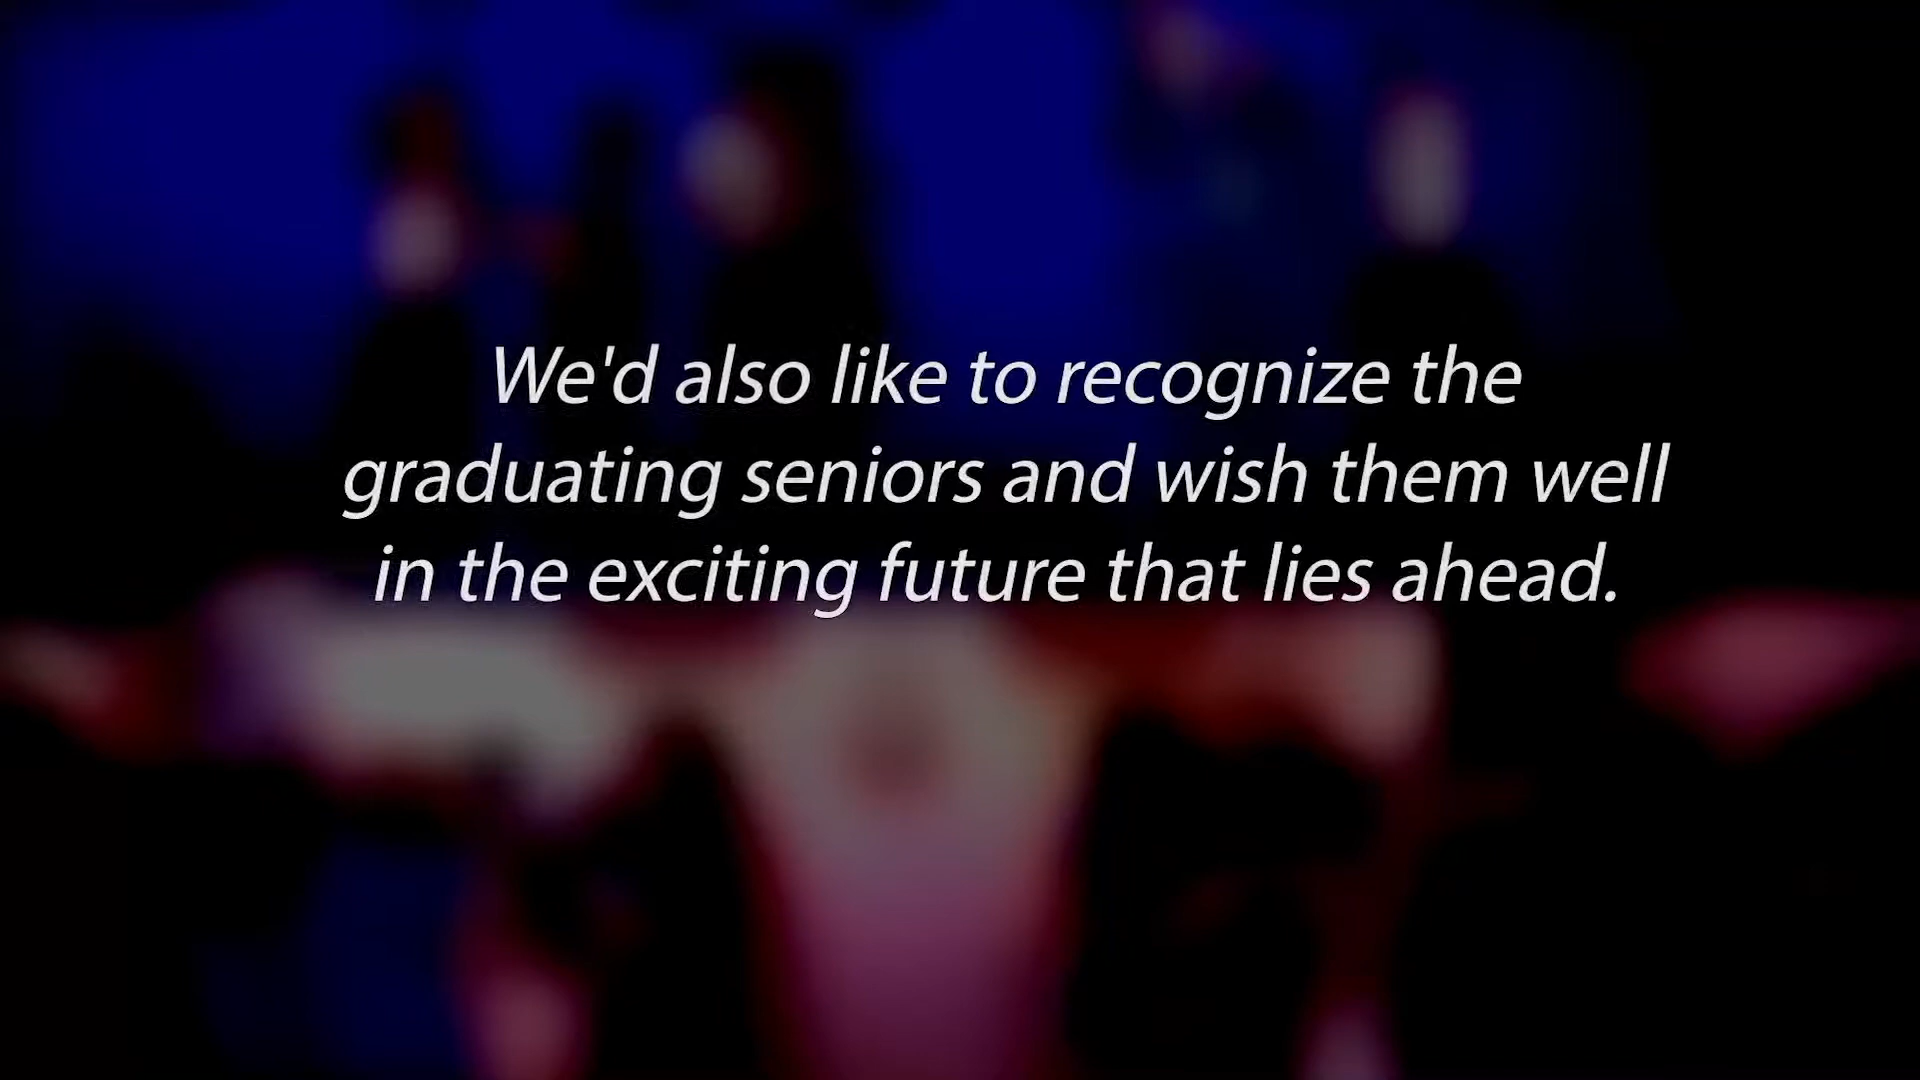 We'd also like to recognize the
graduating seniors and wish them well
in the exciting future that lies ahead.